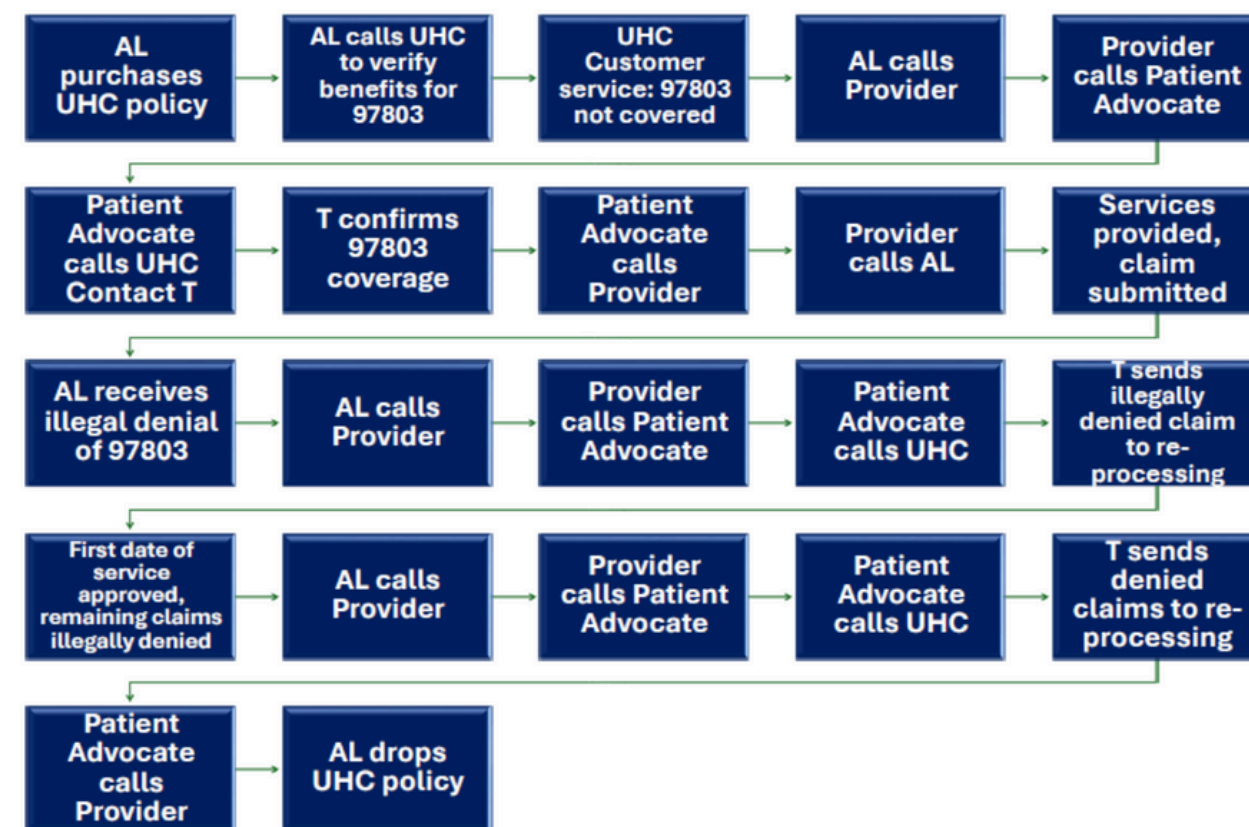 AL
purchases
UHC policy
AL calls UHC
to verify
benefits for
97803
UHC
Customer
service: 97803
not covered
AL calls
Provider
Provider
calls Patient
Advocate
Patient
Advocate
calls UHC
Contact T
T confirms
97803
coverage
Patient
Advocate
calls
Provider
Provider
calls AL
Services
provided,
claim
submitted
AL receives
illegal denial
of 97803
AL calls
Provider
Provider
calls Patient
Advocate
Patient
Advocate
calls UHC
T sends
illegally
denied claim
to re-
processing
First date of
service
approved,
remaining claims
illegally denied
AL calls
Provider
Provider
calls Patient
Advocate
Patient
Advocate
calls UHC
T sends
denied
claims to re-
processing
Patient
Advocate
calls
Provider
AL drops
UHC policy